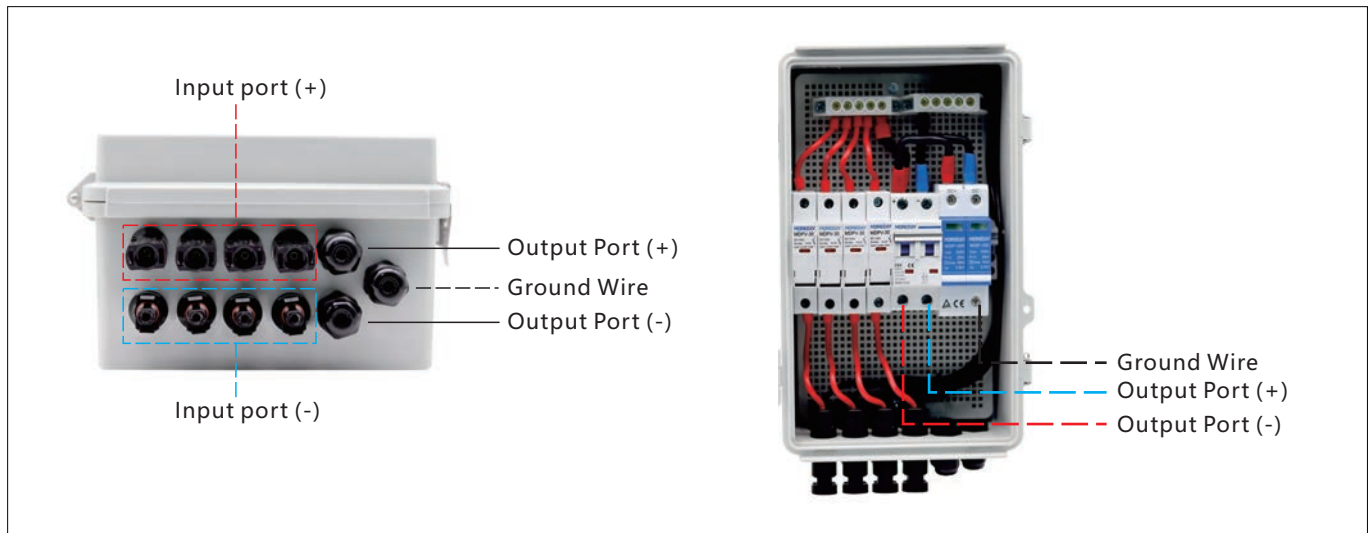 Input port (+)
Output Port (+)
Ground Wire
Output Port (-)
Input port (-)
Ground Wire
Output Port (+)
Output Port (-)